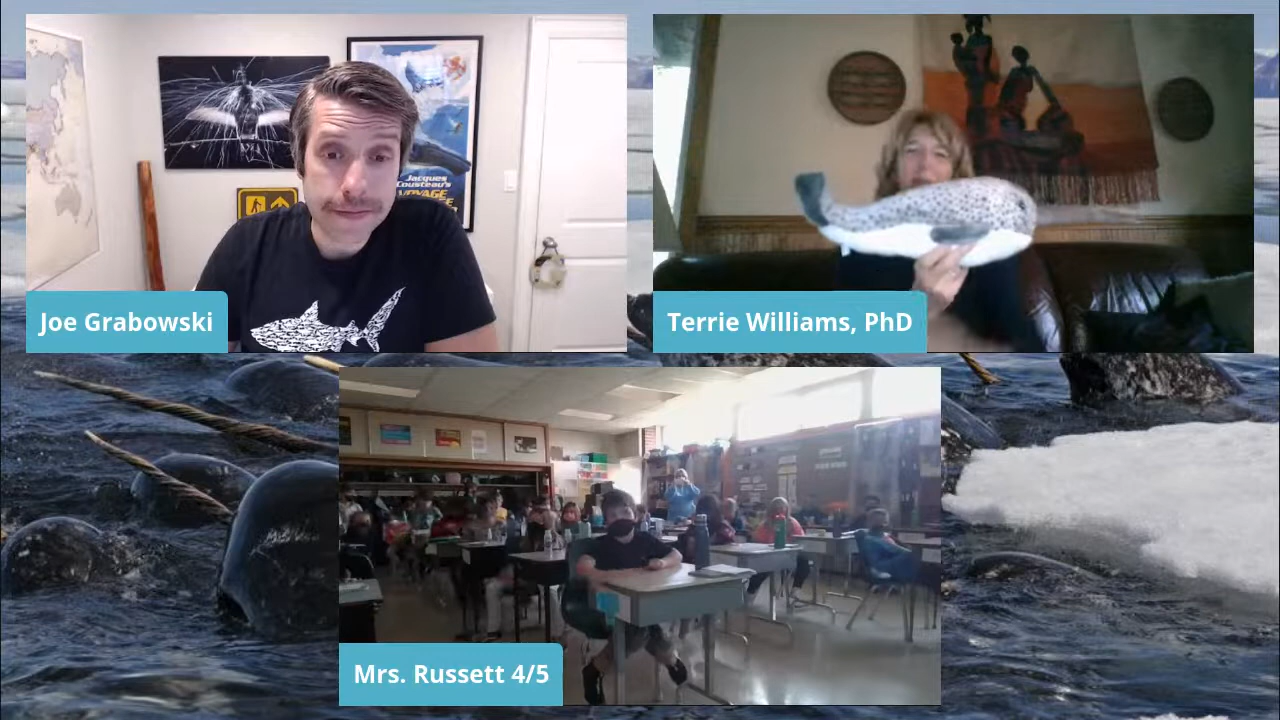 Jacques
Cousteau's
VOYAGE
Joe Grabowski
Terrie Williams, PhD
Mrs. Russett 4/5